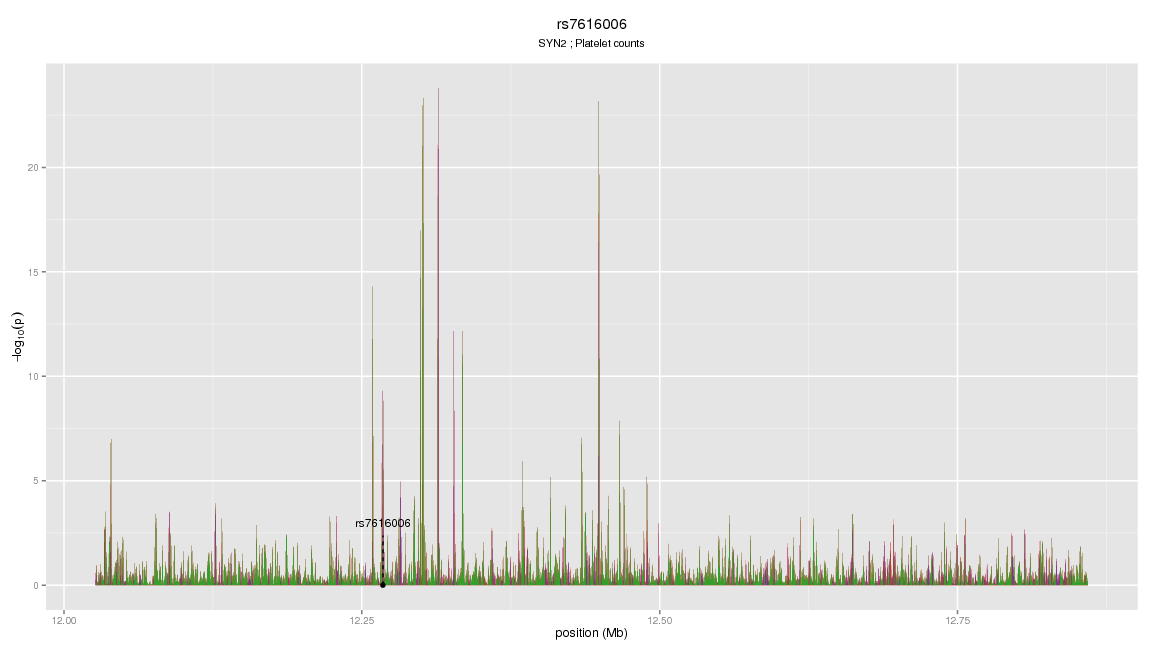 rs7616006
SYN2 ; Platelet counts
20
15
10
5
0
−log10(p)
rs7616006
12.00 12.25 12.50 12.75
position (Mb)